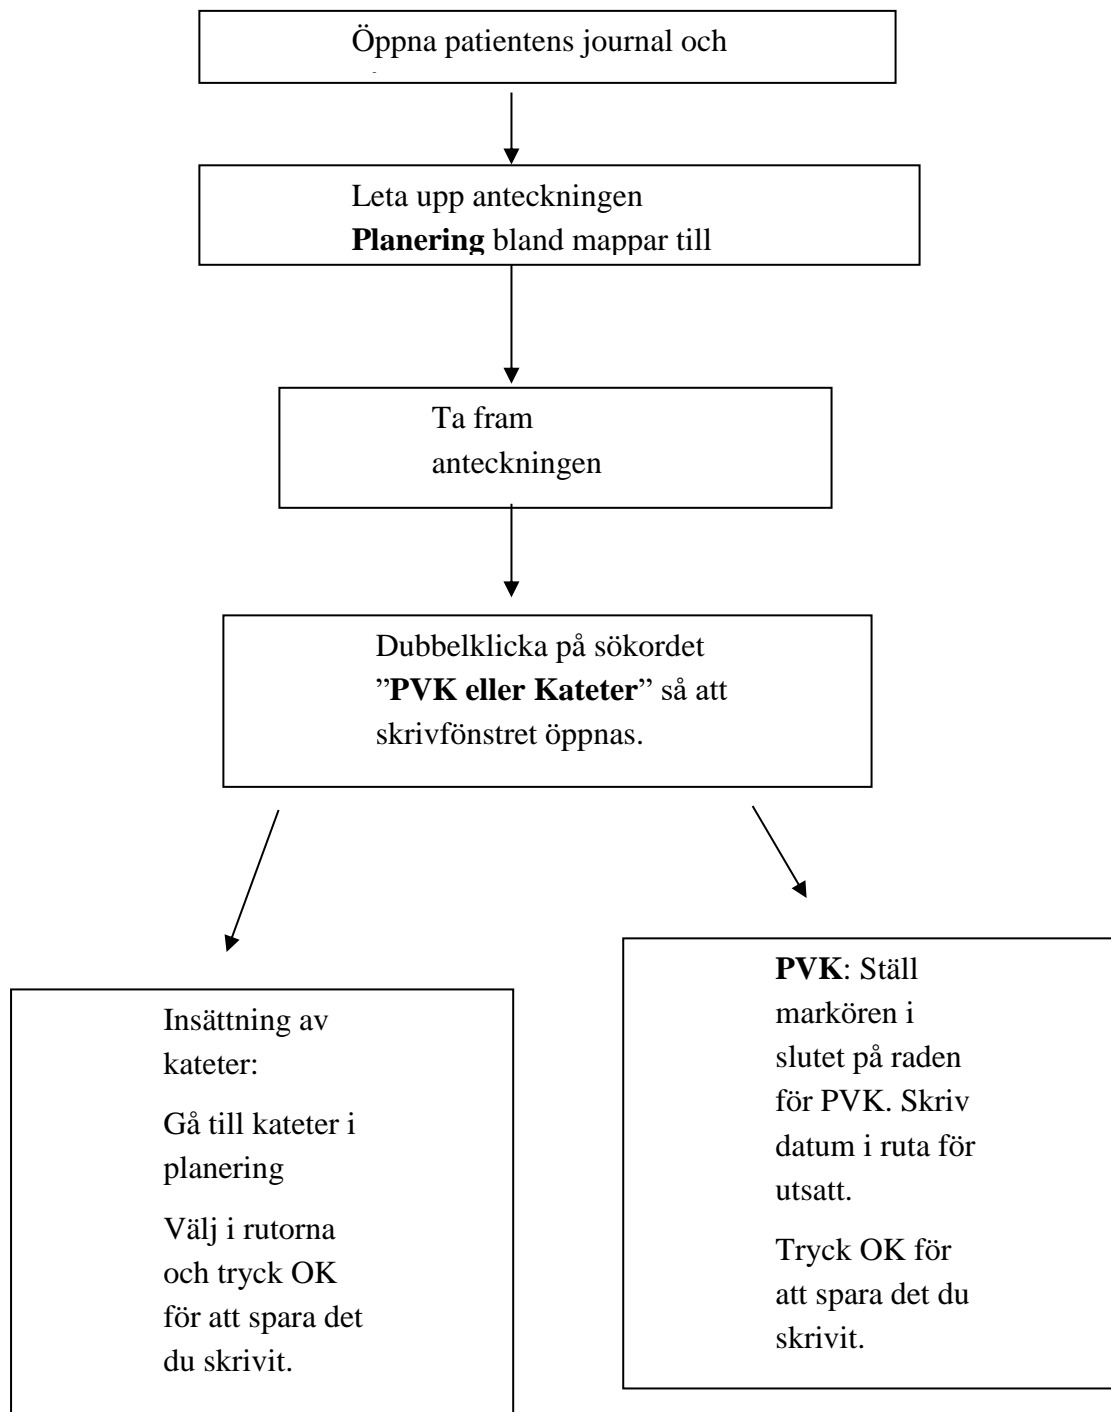 Öppna patientens journal och
Leta upp anteckningen
Planering bland mappar till
Ta fram
anteckningen
Dubbelklicka på sökordet
”PVK eller Kateter” så att
skrivfönstret öppnas.
Insättning av
kateter:
Gå till kateter i
planering
Välj i rutorna
och tryck OK
för att spara det
du skrivit.
PVK: Ställ
markören i
slutet på raden
för PVK. Skriv
datum i ruta för
utsatt.
Tryck OK för
att spara det du
skrivit.